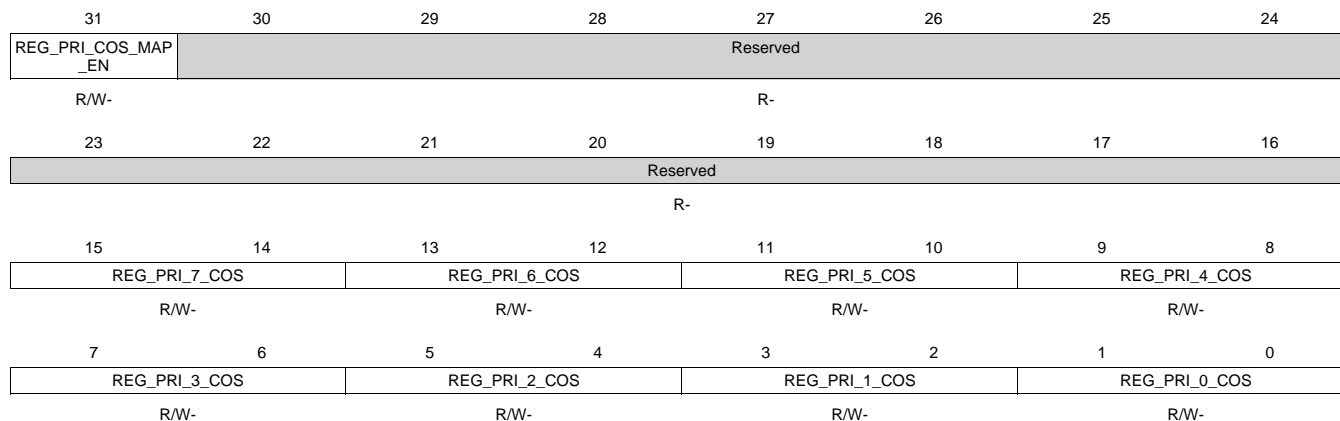 31 30 29 28 27 26 25 24
REG_PRI_COS_MAP Reserved
_EN
R/W- R-
23 22 21 20 19 18 17 16
Reserved
R-
15 14 13 12 11 10 9 8
REG_PRI_7_COS REG_PRI_6_COS REG_PRI_5_COS REG_PRI_4_COS
R/W- R/W- R/W- R/W-
7 6 5 4 3 2 1 0
REG_PRI_3_COS REG_PRI_2_COS REG_PRI_1_COS REG_PRI_0_COS
R/W- R/W- R/W- R/W-